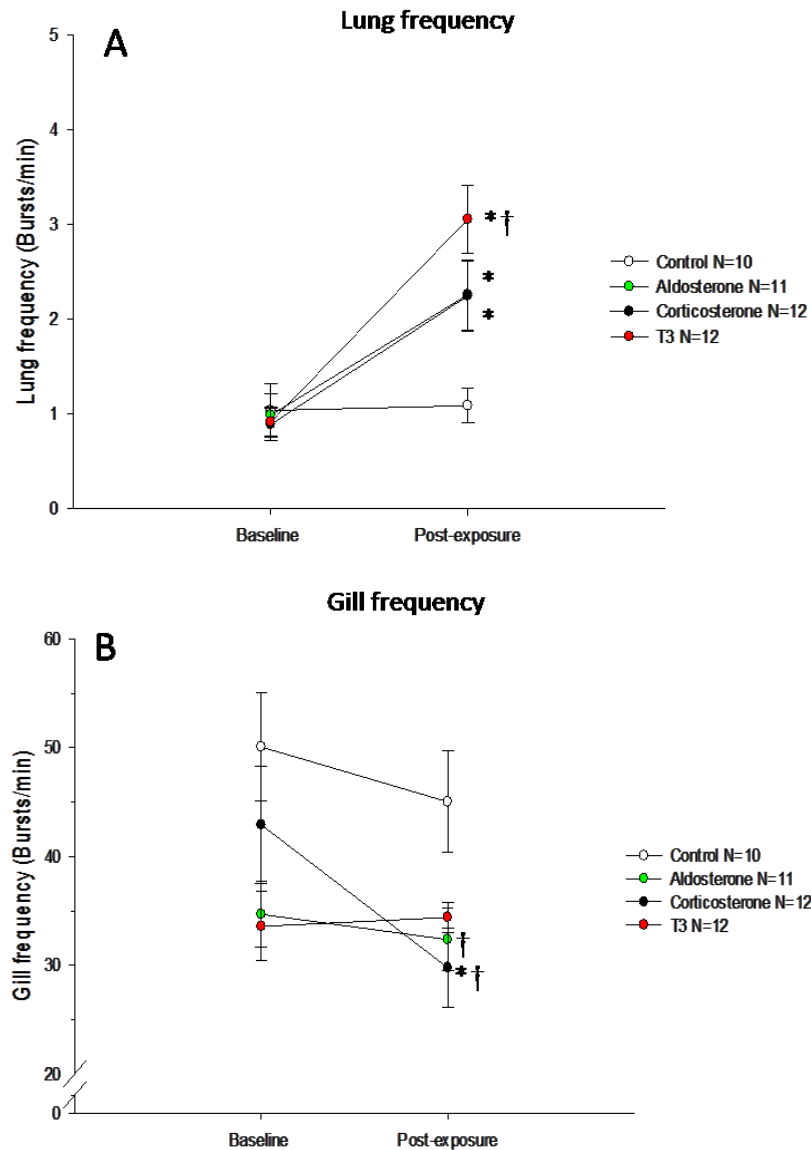 Lung frequency
A
5
4
3
2
1
0
Lung frequency (Bursts/min)
*†
*
*
Control N=10
Aldosterone N=11
Corticosterone N=12
T3 N=12
Baseline
Post-exposure
Gill frequency
B
60
50
40
30
20
0
Gill frequency (Bursts/min)
†
*†
Control N=10
Aldosterone N=11
Corticosterone N=12
T3 N=12
Baseline
Post-exposure